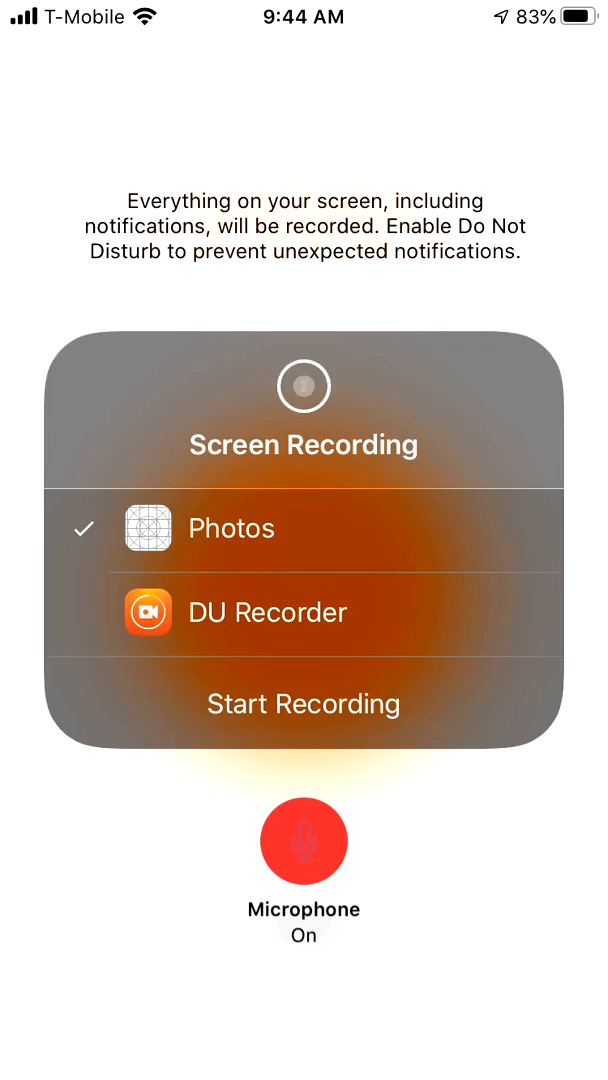 T-Mobile 9:44 AM 83%
Everything on your screen, including
notifications, will be recorded. Enable Do Not
Disturb to prevent unexpected notifications.
Screen Recording
Photos
DU Recorder
Start Recording
Microphone
On